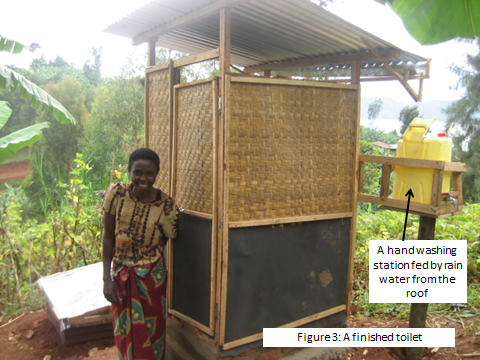 A hand washing
station fed by rain
water from the
roof
Figure 3: A finished toilet